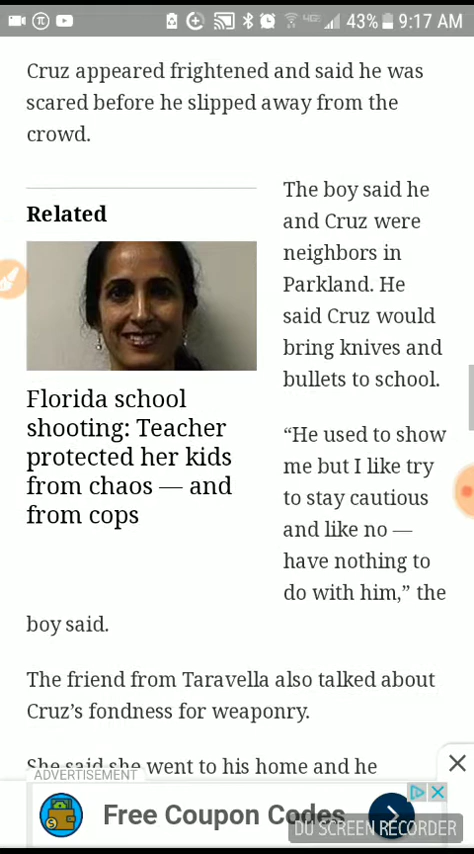 43% 9:17 AM
Cruz appeared frightened and said he was
scared before he slipped away from the
crowd.
Related
Florida school
shooting: Teacher
protected her kids
from chaos — and
from cops
The boy said he
and Cruz were
neighbors in
Parkland. He
said Cruz would
bring knives and
bullets to school.
“He used to show
me but I like try
to stay cautious
and like no —
have nothing to
do with him,” the
boy said.
The friend from Taravella also talked about
Cruz’s fondness for weaponry.
She said she went to his home and he
ADVERTISEMENT
Free Coupon Codes
DU SCREEN RECORDER